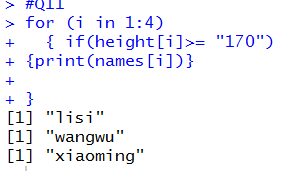 > #Q11
> for (i in 1:4)
+   { if(height[i]>= "170")
+ {print(names[i])}
+
+ }
[1] "lisi"
[1] "wangwu"
[1] "xiaoming"